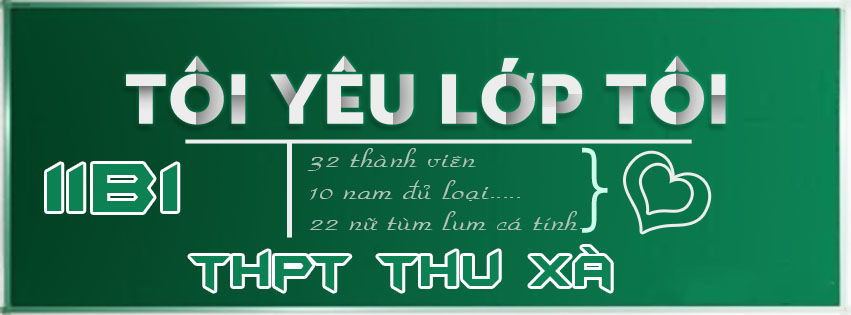 TÔI YÊU LỚP TÔI
11B1
32 thành viên
10 nam đủ loại.....
22 nữ tùm lum cá tính
THPT THU XÀ